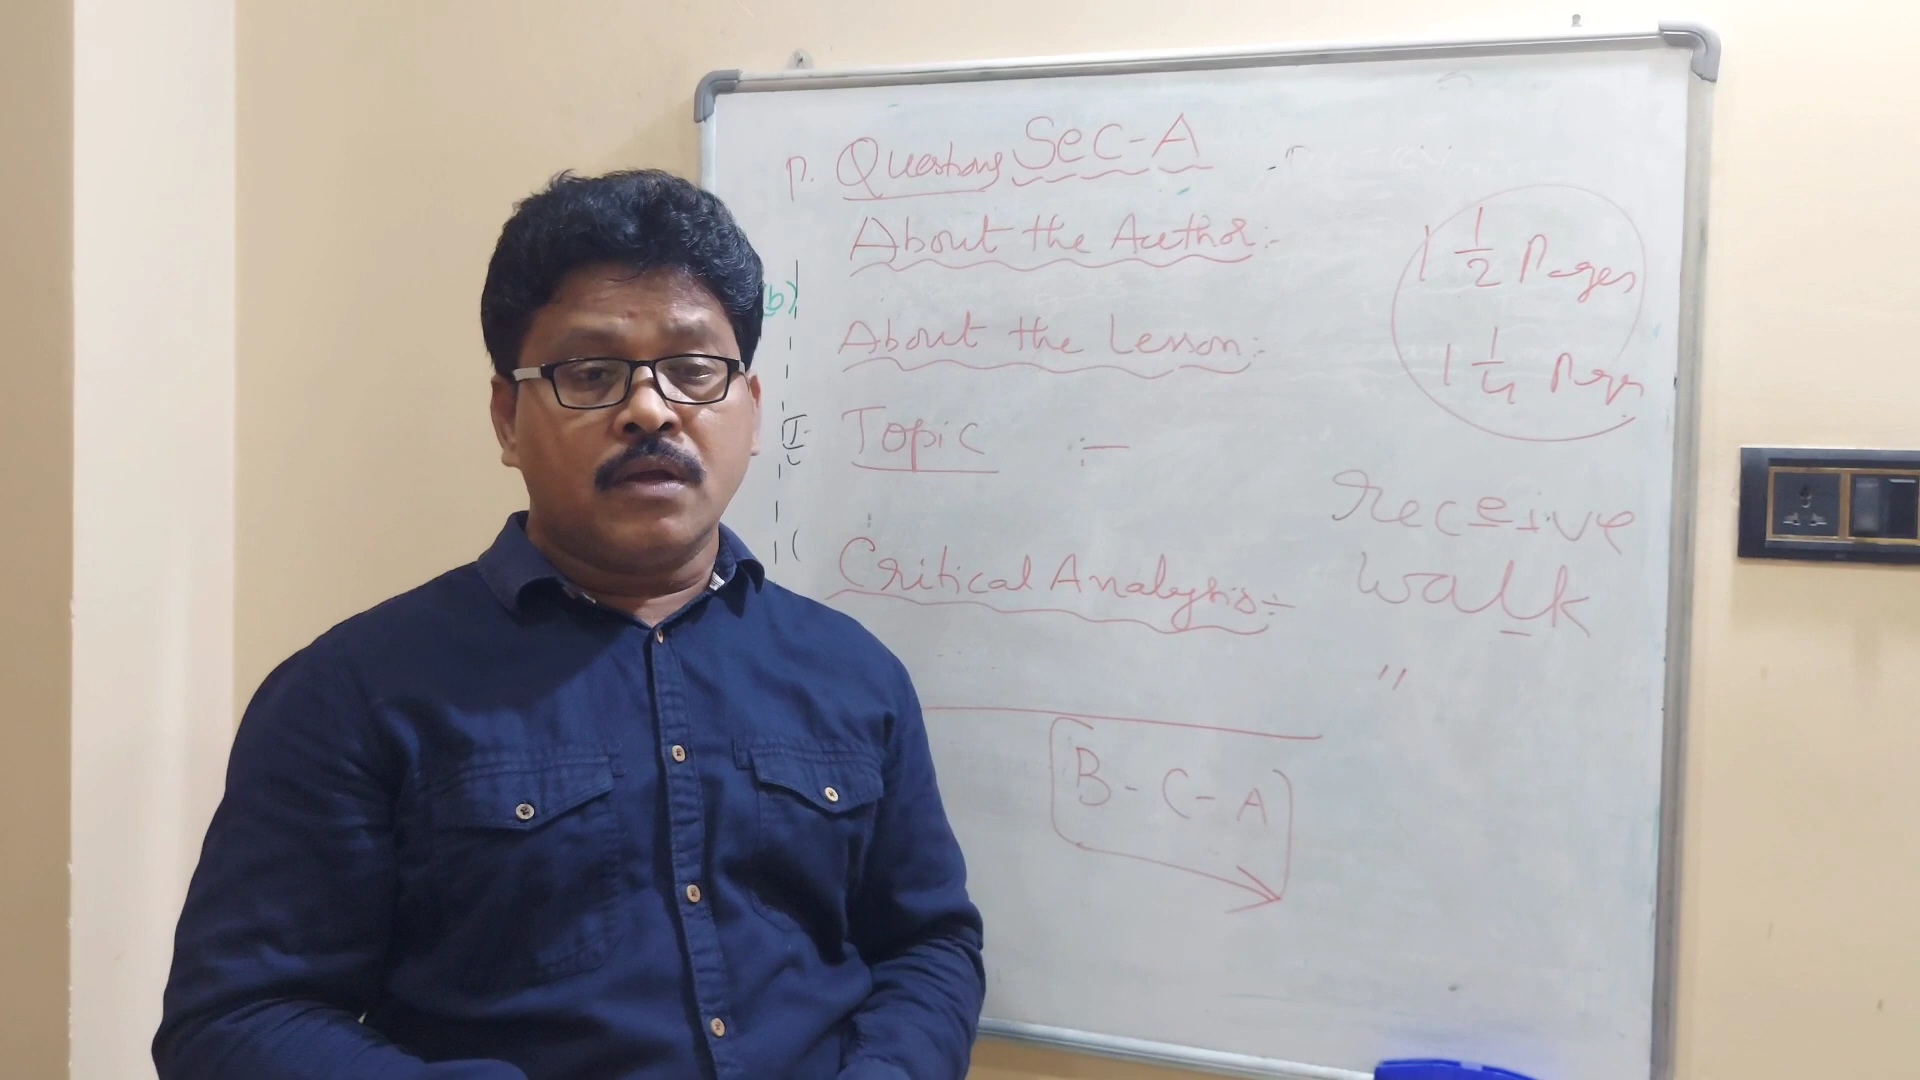 P. Questions Sec-A
About the Author:-
1 1/2 Pages
(b)
About the Lesson:-
1 1/4 Pages
II
Topic :-
receive
Critical Analysis:-
walk
"
B-C-A